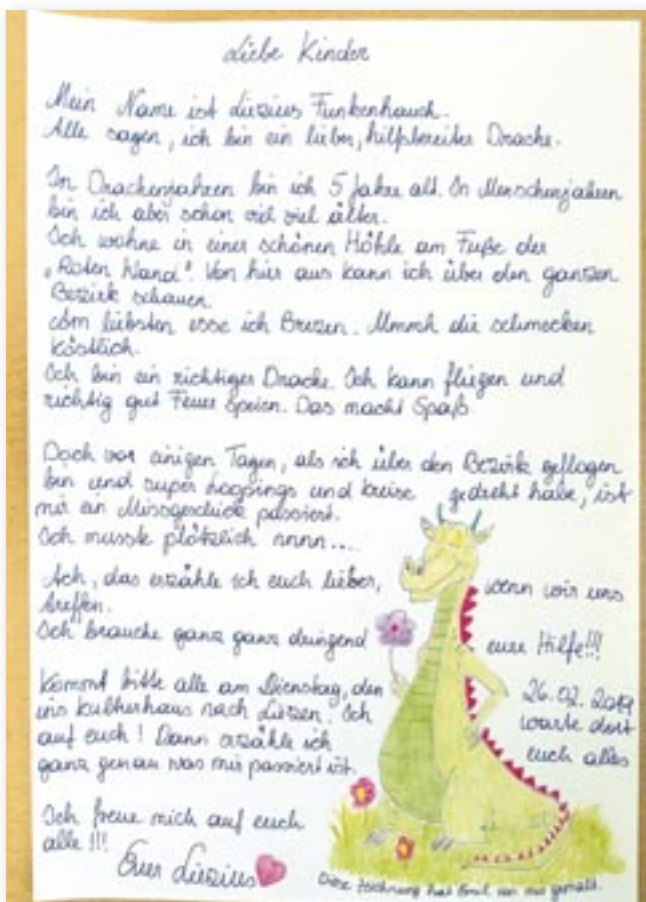 Liebe Kinder
Mein Name ist Liezius Funkenhauch.
Alle sagen, ich bin ein lieber, hilfsbereiter Drache.
In Drachenjahren bin ich 5 Jahre alt. In Menschenjahren
bin ich aber schon viel viel älter.
Ich wohne in einer schönen Höhle am Fuße der
„Roten Wand". Von hier aus kann ich über den ganzen
Bezirk schauen.
Am liebsten esse ich Brezen. Mmmh die schmecken
köstlich.
Ich bin ein richtiger Drache. Ich kann fliegen und
richtig gut Feuer speien. Das macht Spaß.
Doch vor einigen Tagen, als ich über den Bezirk geflogen
bin und super Loopings und Kreise gedreht habe, ist
mir ein Missgeschick passiert.
Ich musste plötzlich nnnn...
Ach, das erzähle ich euch lieber, wenn wir uns
treffen.
Ich brauche ganz ganz dringend eure Hilfe!!!
Kommt bitte alle am Dienstag, den 26.02.2019
ins Kulturhaus nach Liezen. Ich warte dort
auf euch! Dann erzähle ich euch alles
ganz genau was mir passiert ist.
Ich freue mich auf euch
alle !!!
Euer Liezius
Diese Zeichnung hat Emil von mir gemalt.